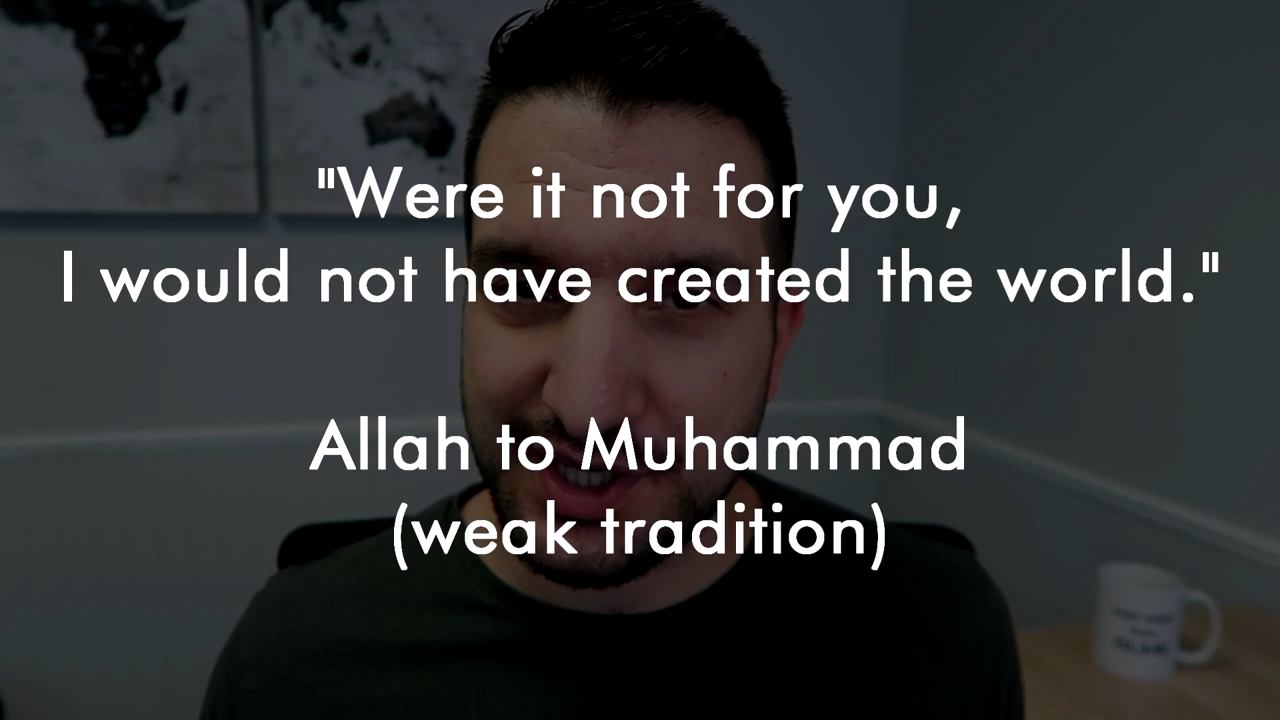 "Were it not for you,
I would not have created the world."
Allah to Muhammad
(weak tradition)